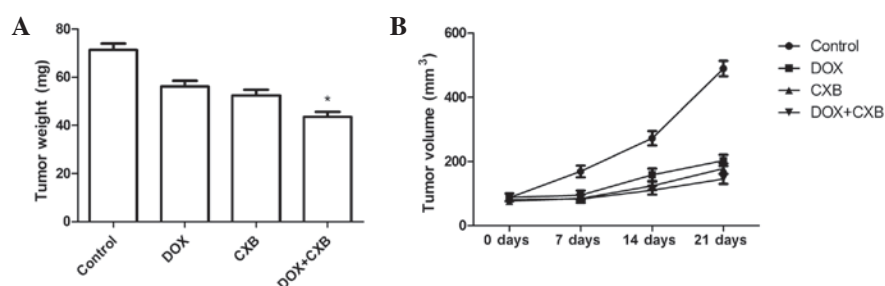 A
Tumor weight (mg)
80
60
40
20
0
*
Control
DOX
CXB
DOX+CXB
B
Tumor volume (mm³)
600
400
200
0
0 days
7 days
14 days
21 days
Control
DOX
CXB
DOX+CXB